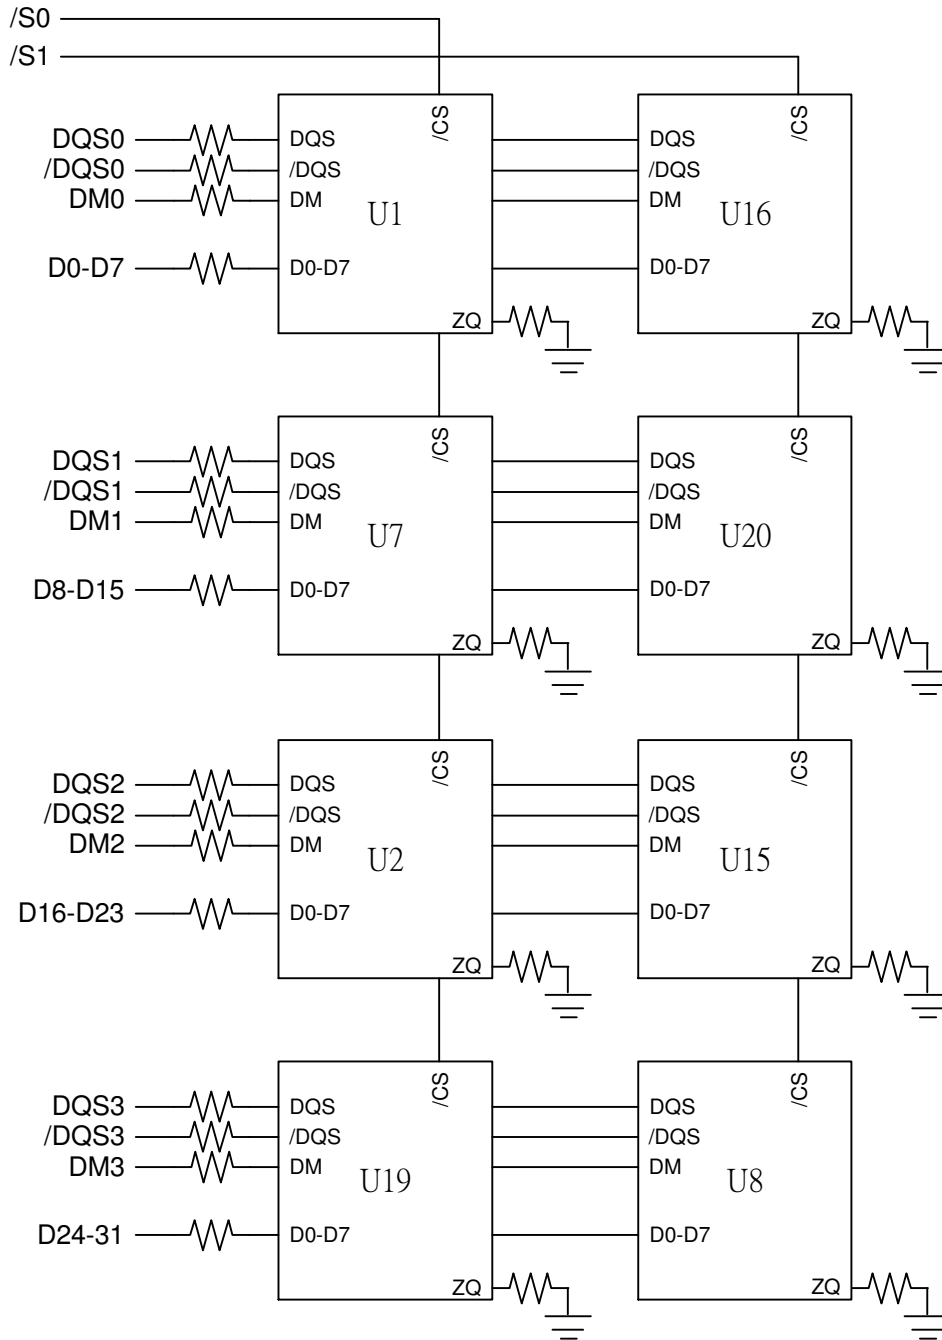 /S0
/S1
/CS
/CS
DQS0
DQS
DQS
/DQS0
/DQS
/DQS
DM0
DM
DM
U1
U16
D0-D7
D0-D7
D0-D7
ZQ
ZQ
/CS
/CS
DQS1
DQS
DQS
/DQS1
/DQS
/DQS
DM1
DM
DM
U7
U20
D8-D15
D0-D7
D0-D7
ZQ
ZQ
/CS
/CS
DQS2
DQS
DQS
/DQS2
/DQS
/DQS
DM2
DM
DM
U2
U15
D16-D23
D0-D7
D0-D7
ZQ
ZQ
/CS
/CS
DQS3
DQS
DQS
/DQS3
/DQS
/DQS
DM3
DM
DM
U19
U8
D24-31
D0-D7
D0-D7
ZQ
ZQ